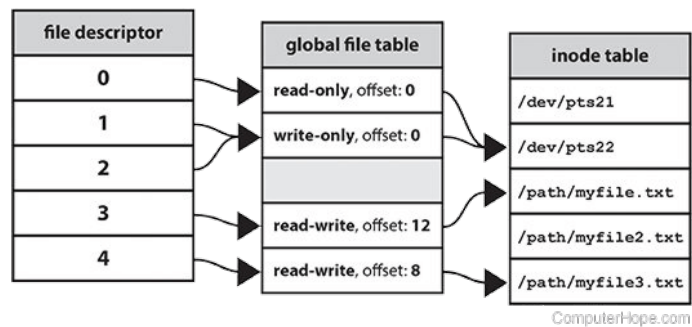 file descriptor
0
1
2
3
4
global file table
read-only, offset: 0
write-only, offset: 0
read-write, offset: 12
read-write, offset: 8
inode table
/dev/pts21
/dev/pts22
/path/myfile.txt
/path/myfile2.txt
/path/myfile3.txt
ComputerHope.com